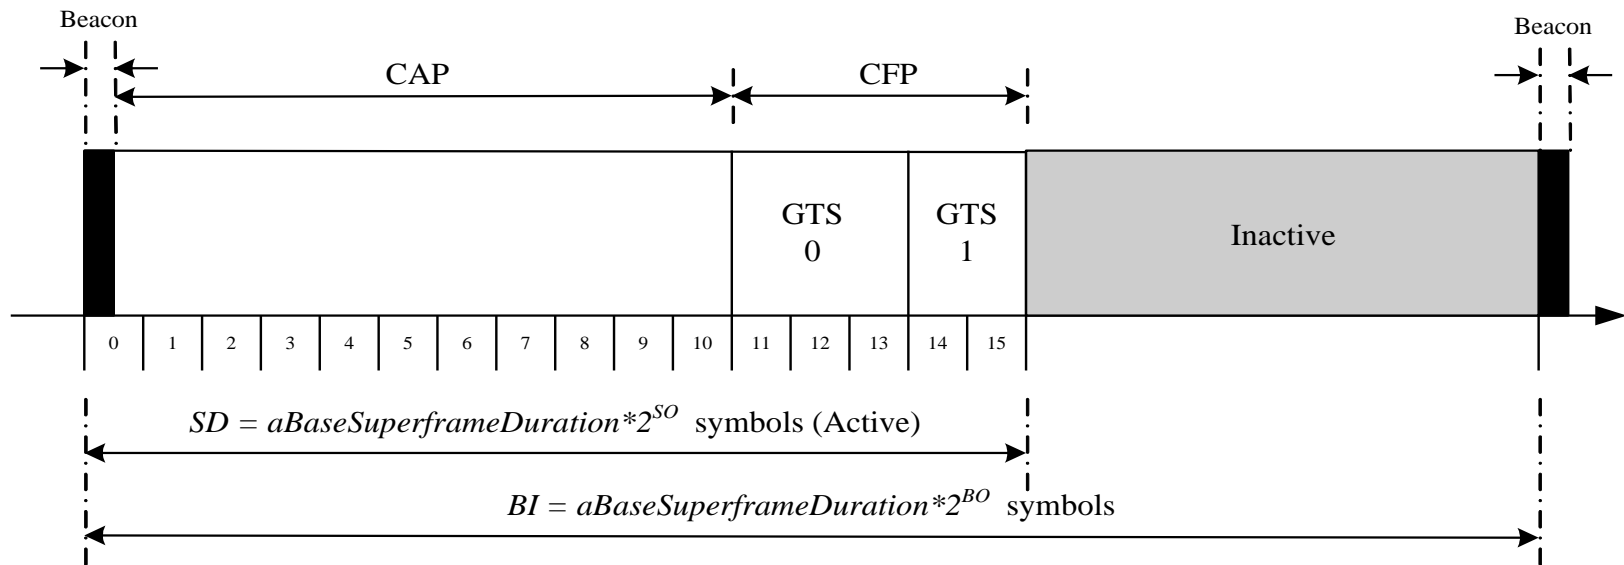 Beacon
Beacon
CAP
CFP
GTS
0
GTS
1
Inactive
0 1 2 3 4 5 6 7 8 9 10 11 12 13 14 15
SD = aBaseSuperframeDuration*2^SO symbols (Active)
BI = aBaseSuperframeDuration*2^BO symbols